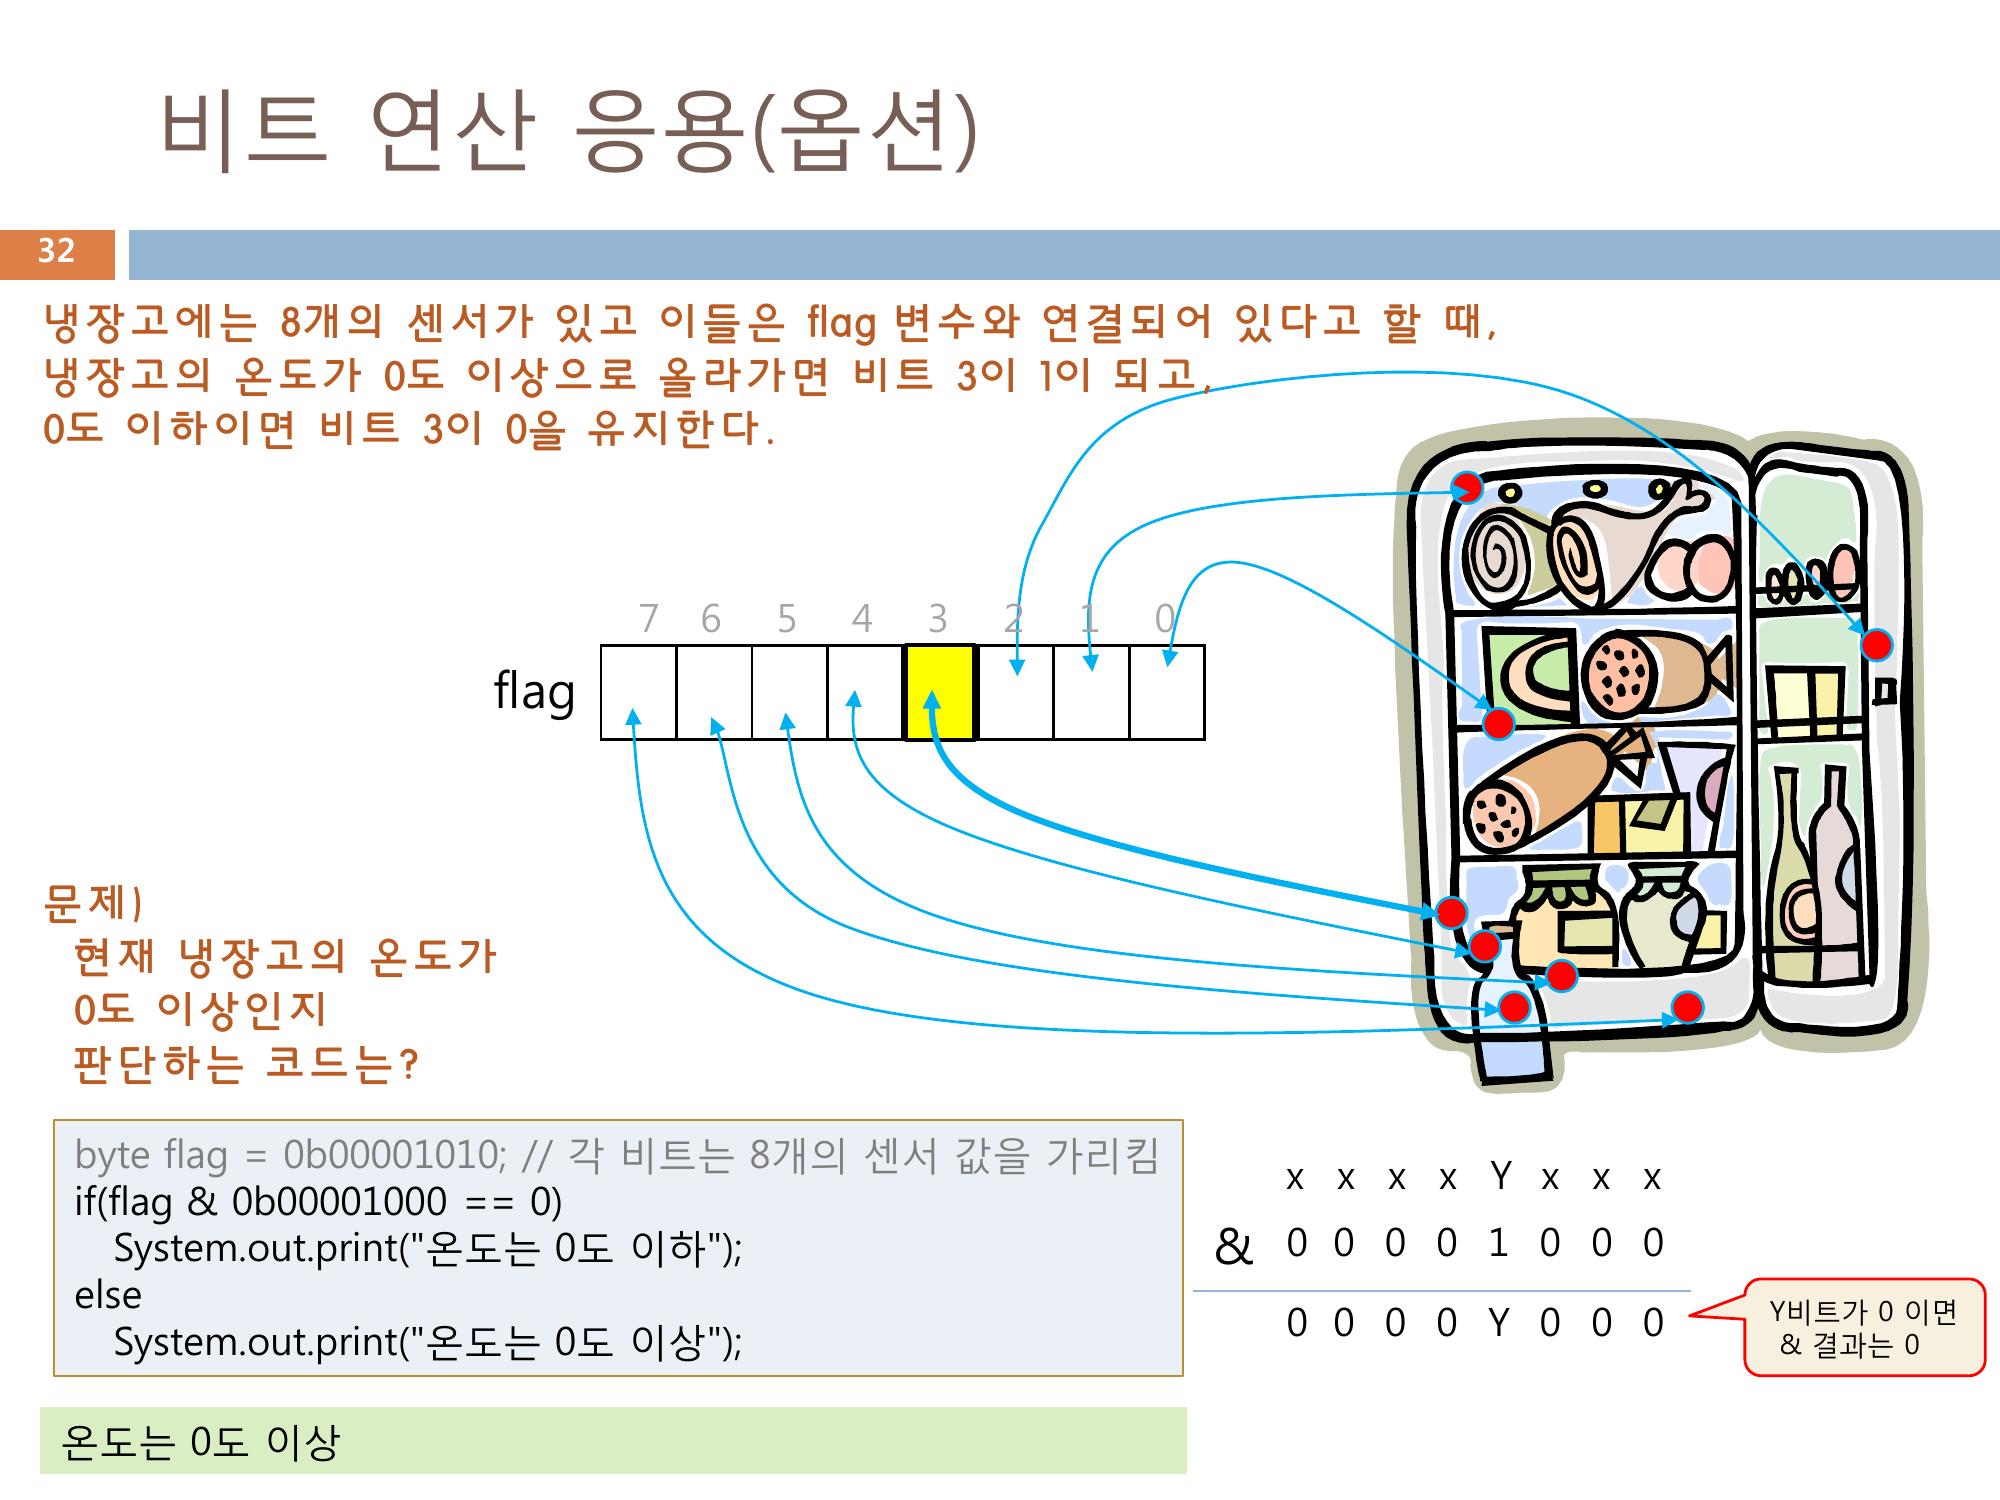 비트 연산 응용(옵션)
32
냉장고에는 8개의 센서가 있고 이들은 flag 변수와 연결되어 있다고 할 때,
냉장고의 온도가 0도 이상으로 올라가면 비트 3이 1이 되고,
0도 이하이면 비트 3이 0을 유지한다.
7 6 5 4 3 2 1 0
flag
문제)
현재 냉장고의 온도가
0도 이상인지
판단하는 코드는?
byte flag = 0b00001010; // 각 비트는 8개의 센서 값을 가리킴
if(flag & 0b00001000 == 0)
System.out.print("온도는 0도 이하");
else
System.out.print("온도는 0도 이상");
x x x x Y x x x
& 0 0 0 0 1 0 0 0
0 0 0 0 Y 0 0 0
Y비트가 0 이면
& 결과는 0
온도는 0도 이상